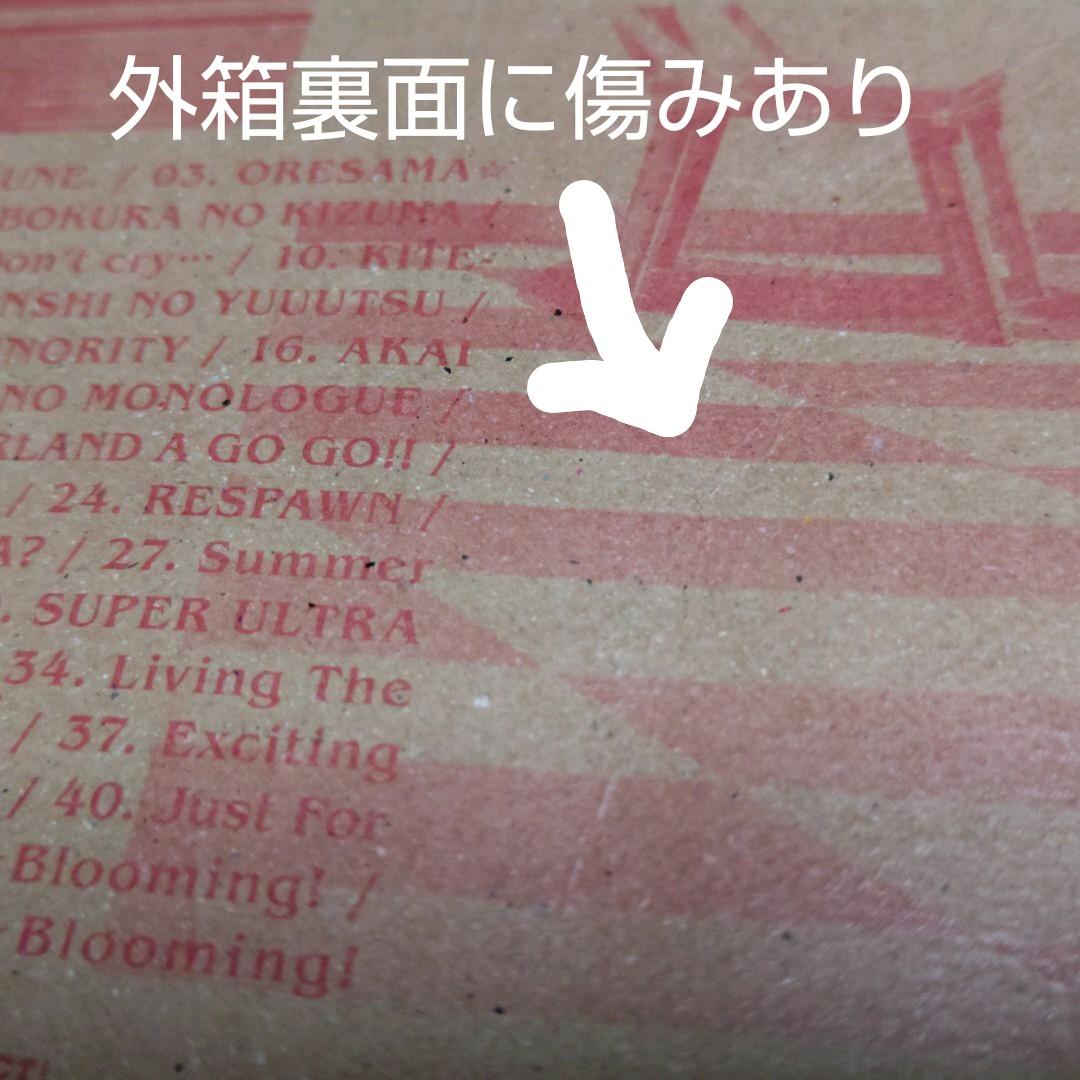 外箱裏面に傷みあり
UNE. / 03. ORESAMA☆
BOKURA NO KIZUNA /
Don't cry… / 10. KITE-
NSHI NO YUUUTSU /
NORITY / 16. AKAI
NO MONOLOGUE /
RLAND A GO GO!! /
/ 24. RESPAWN /
A? / 27. Summer
. SUPER ULTRA
34. Living The
/ 37. Exciting
/ 40. Just For
Blooming! /
Blooming!
CT!